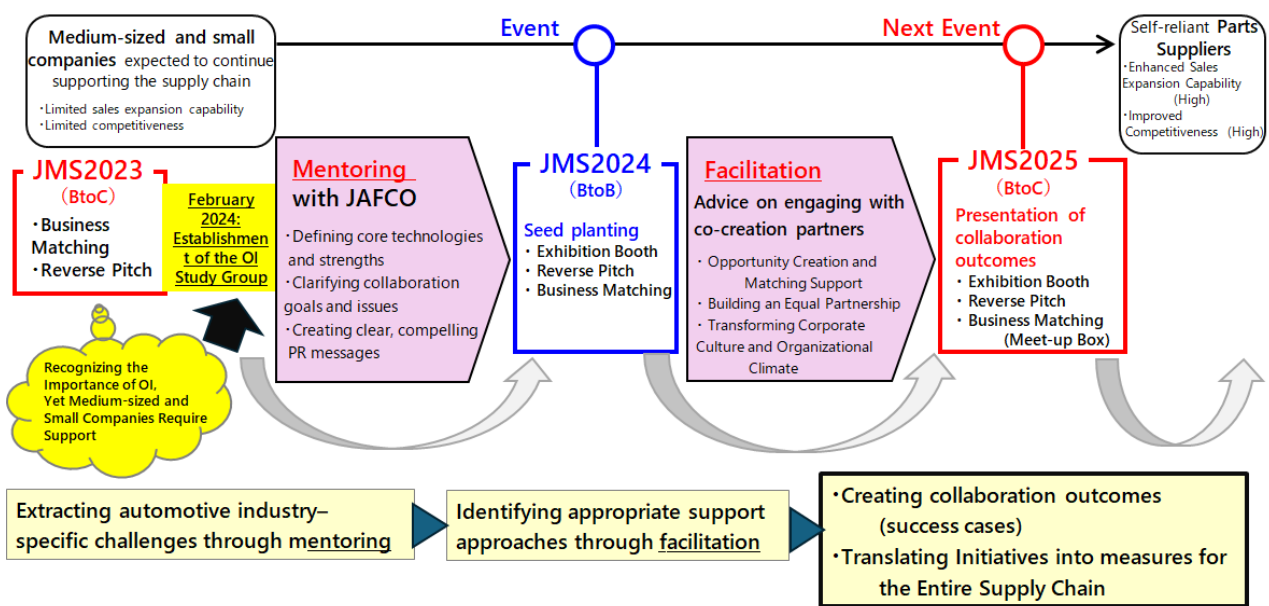 Medium-sized and small
companies expected to continue
supporting the supply chain
・Limited sales expansion capability
・Limited competitiveness
Event
Next Event
Self-reliant Parts
Suppliers
・Enhanced Sales
Expansion Capability
(High)
・Improved
Competitiveness (High)
JMS2023
（BtoC）
・Business
Matching
・Reverse Pitch
February
2024:
Establishmen
t of the OI
Study Group
Mentoring
with JAFCO
・Defining core technologies
and strengths
・Clarifying collaboration
goals and issues
・Creating clear, compelling
PR messages
JMS2024
（BtoB）
Seed planting
・Exhibition Booth
・Reverse Pitch
・Business Matching
Facilitation
Advice on engaging with
co-creation partners
・Opportunity Creation and
Matching Support
・Building an Equal Partnership
・Transforming Corporate
Culture and Organizational
Climate
JMS2025
（BtoC）
Presentation of
collaboration
outcomes
・Exhibition Booth
・Reverse Pitch
・Business Matching
(Meet-up Box)
Recognizing the
Importance of OI,
Yet Medium-sized and
Small Companies Require
Support
Extracting automotive industry–
specific challenges through mentoring
Identifying appropriate support
approaches through facilitation
・Creating collaboration outcomes
(success cases)
・Translating Initiatives into measures for
the Entire Supply Chain